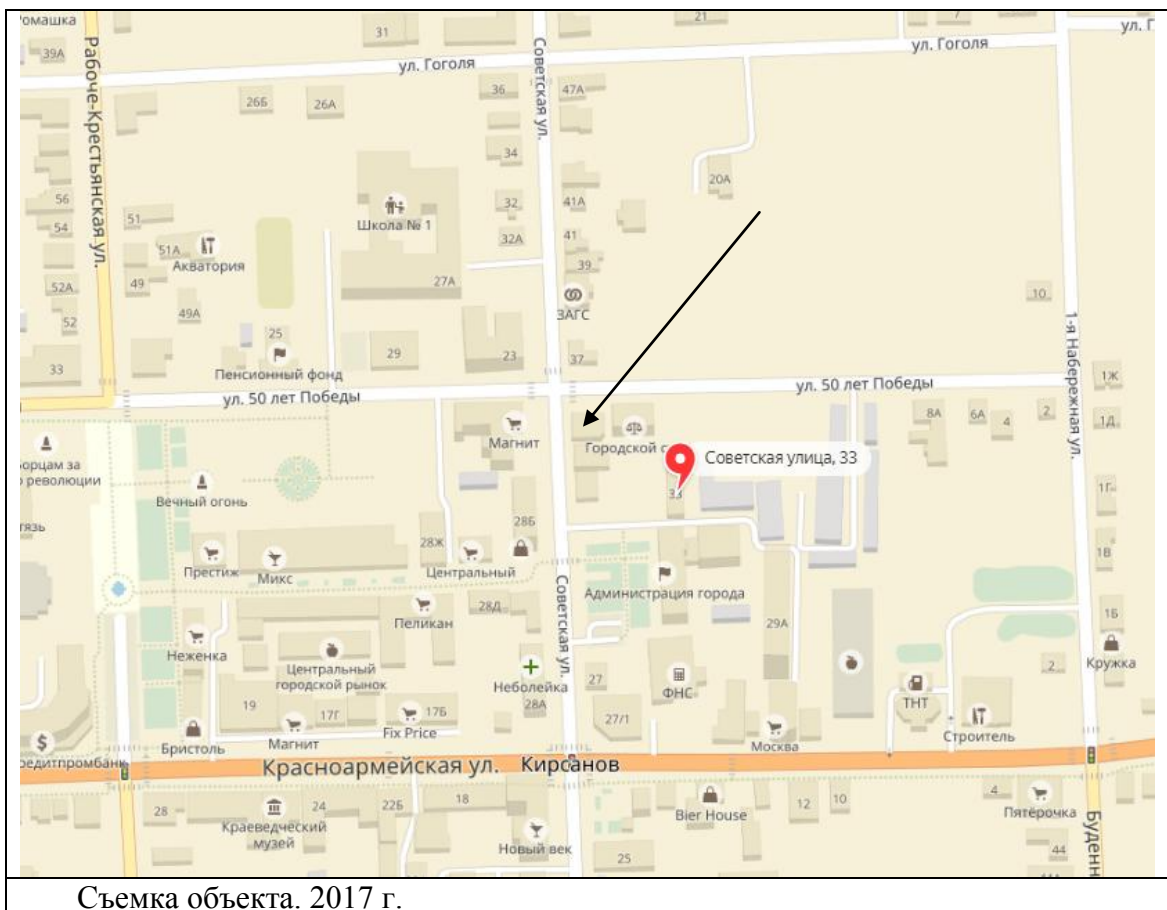 Ромашка
31
21
7
ул. Г
39А
ул. Гоголя
ул. Гоголя
Рабоче-Крестьянская ул.
Советская ул.
26Б
26А
36
47А
34
20А
56
54
51
Школа № 1
32
41А
51А
Акватория
32А
41
39
52А
49
27А
10
52
49А
ЗАГС
1-я Набережная ул.
33
25
29
23
37
Пенсионный фонд
1Ж
ул. 50 лет Победы
ул. 50 лет Победы
Магнит
Городской с
8А
6А
4
2
1Д
Советская улица, 33
33
Вечный огонь
1Г
28Б
28Ж
1В
Престиж
Микс
Центральный
Администрация города
Советская ул.
28Д
Пеликан
29А
1Б
Неженка
Центральный
городской рынок
Неболейка
28А
27
ФНС
2
Кружка
19
17Г
17Б
27/1
ТНТ
Бристоль
Магнит
Fix Price
Москва
Строитель
Красноармейская ул.
Кирсанов
28
24
22Б
18
Краеведческий
музей
Новый век
25
Bier House
12
10
4
Пятёрочка
44
Съемка объекта. 2017 г.